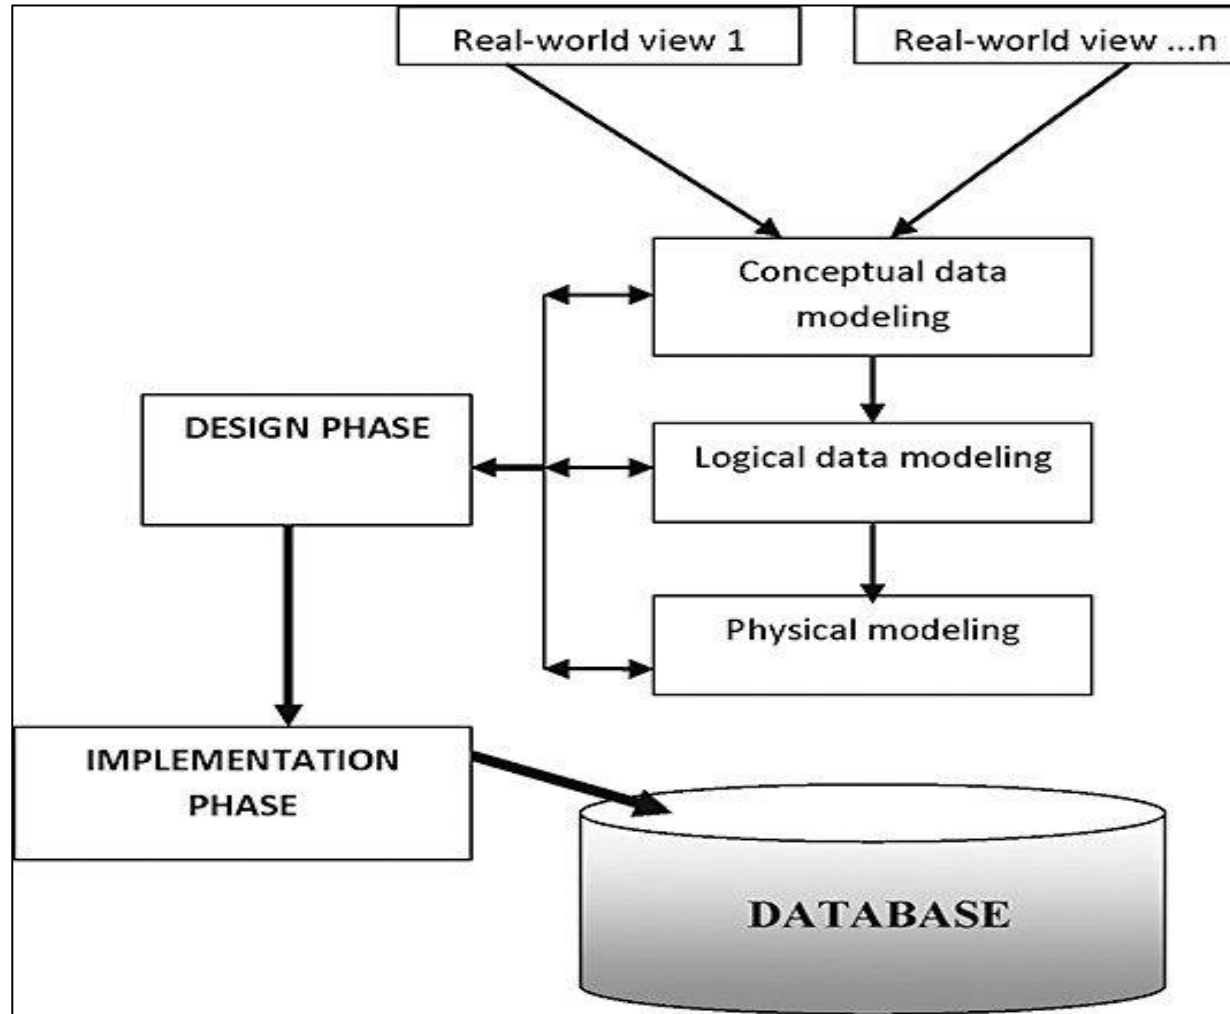 Real-world view 1
Real-world view ...n
Conceptual data
modeling
DESIGN PHASE
Logical data modeling
Physical modeling
IMPLEMENTATION
PHASE
DATABASE